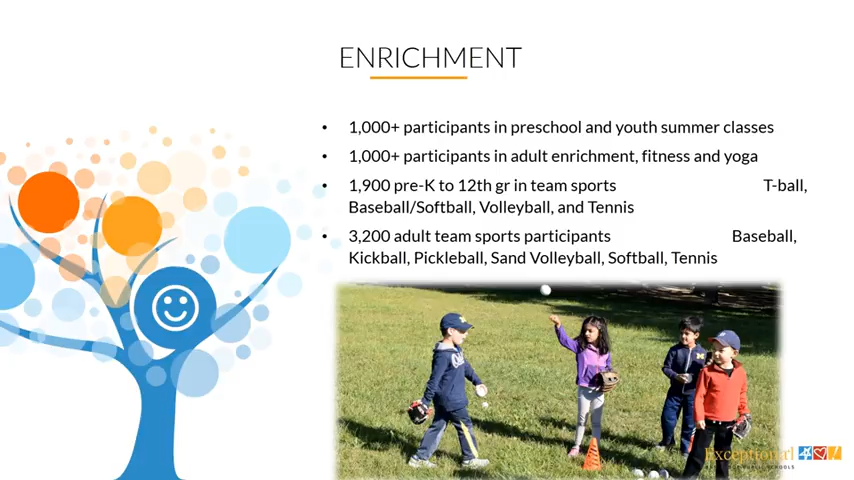 ENRICHMENT
• 1,000+ participants in preschool and youth summer classes
• 1,000+ participants in adult enrichment, fitness and yoga
• 1,900 pre-K to 12th gr in team sports T-ball,
Baseball/Softball, Volleyball, and Tennis
• 3,200 adult team sports participants Baseball,
Kickball, Pickleball, Sand Volleyball, Softball, Tennis
Exceptional
PUBLIC SCHOOLS